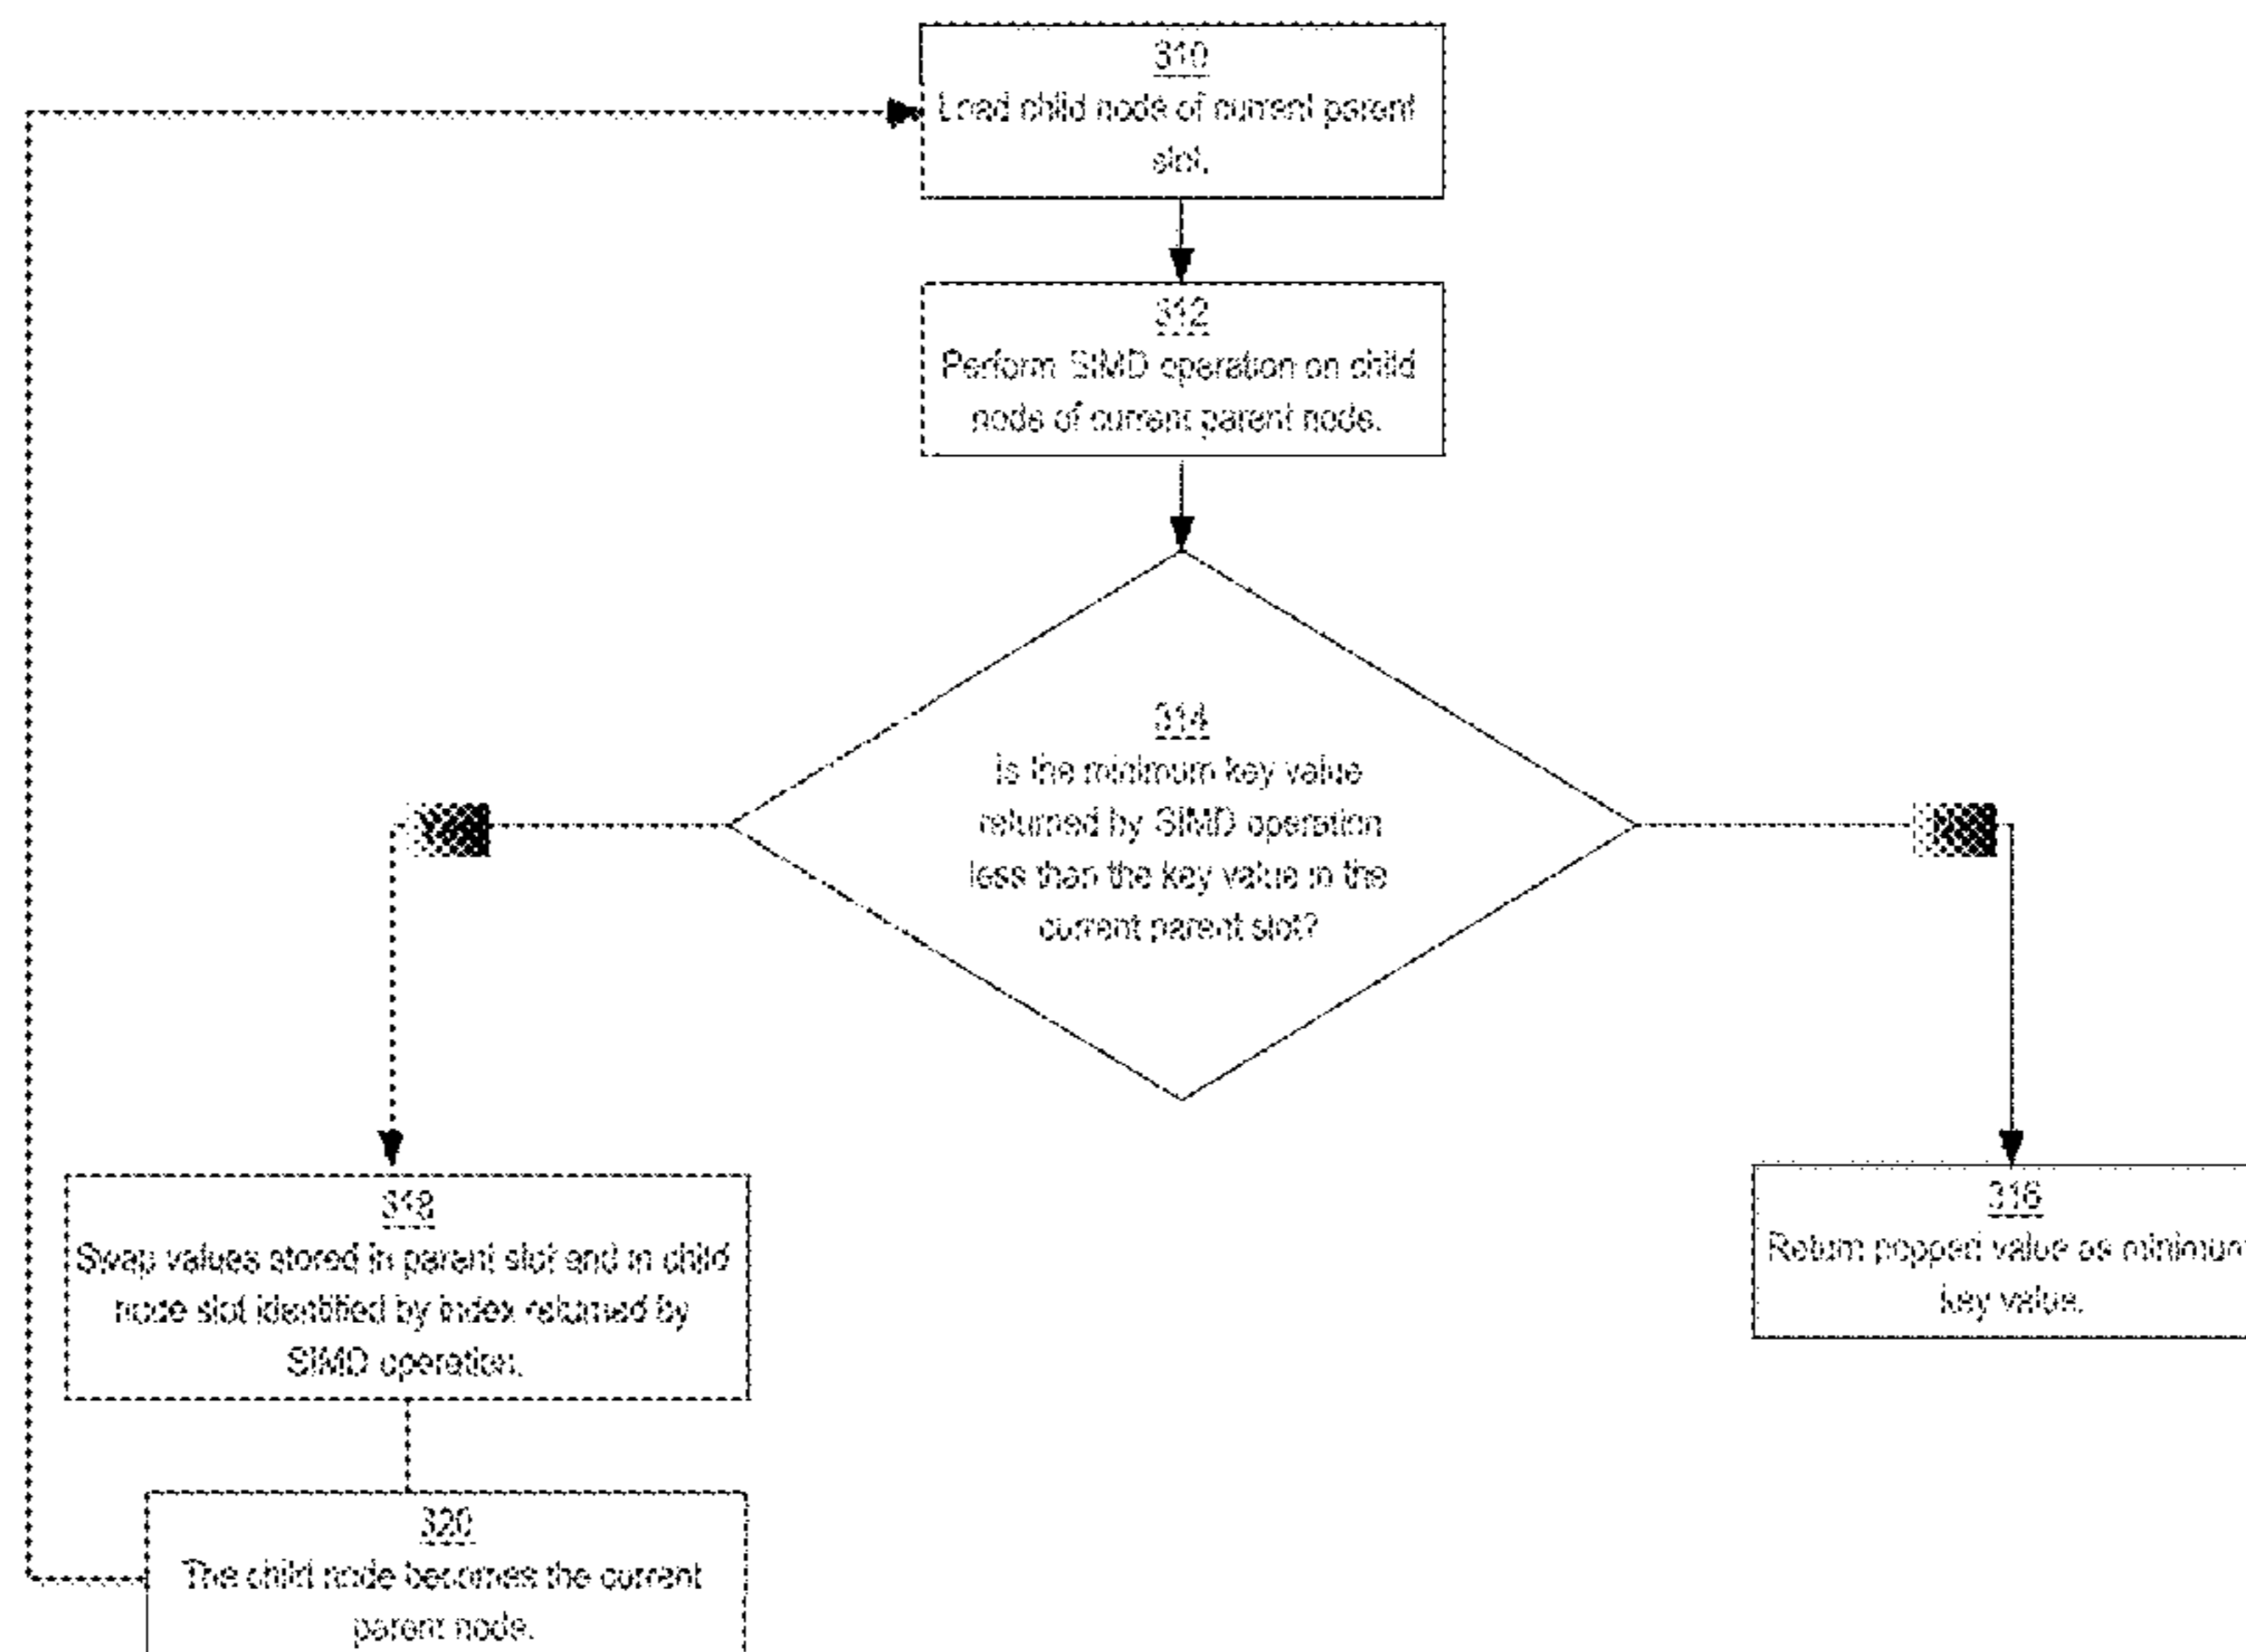 310
Load child node of current parent
slot.
312
Perform SIMD operation on child
node of current parent node.
314
Is the minimum key value
returned by SIMD operation
less than the key value in the
current parent slot?
318
Swap values stored in parent slot and in child
node slot identified by index returned by
SIMD operation.
316
Return popped value as minimum
key value.
320
The child node becomes the current
parent node.